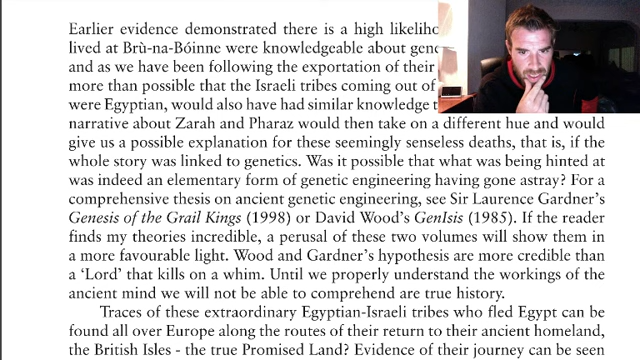 Earlier evidence demonstrated there is a high
lived at Brù-na-Bóinne were knowledgeable about
and as we have been following the exportation of their
more than possible that the Israeli tribes coming out of
were Egyptian, would also have had similar knowledge
narrative about Zarah and Pharaz would then take on a different hue and would
give us a possible explanation for these seemingly senseless deaths, that is, if the
whole story was linked to genetics. Was it possible that what was being hinted at
was indeed an elementary form of genetic engineering having gone astray? For a
comprehensive thesis on ancient genetic engineering, see Sir Laurence Gardner's
Genesis of the Grail Kings (1998) or David Wood's GenIsis (1985). If the reader
finds my theories incredible, a perusal of these two volumes will show them in
a more favourable light. Wood and Gardner's hypothesis are more credible than
a ‘Lord’ that kills on a whim. Until we properly understand the workings of the
ancient mind we will not be able to comprehend are true history.
Traces of these extraordinary Egyptian-Israeli tribes who fled Egypt can be
found all over Europe along the routes of their return to their ancient homeland,
the British Isles - the true Promised Land? Evidence of their journey can be seen